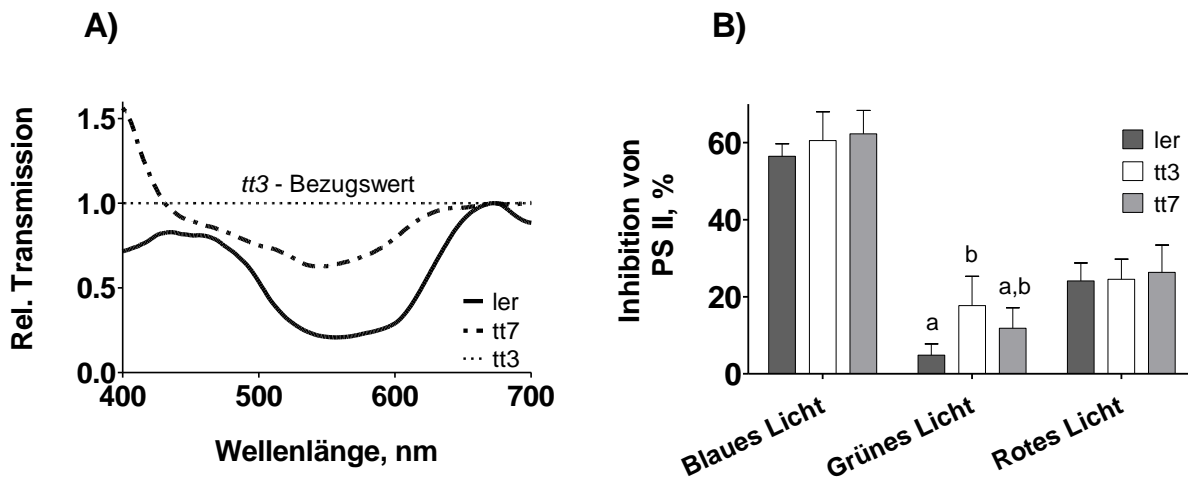 A)
Rel. Transmission
1.5
1.0
0.5
0.0
tt3 - Bezugswert
ler
tt7
tt3
400
500
600
700
Wellenlänge, nm
B)
Inhibition von
PS II, %
60
40
20
0
a
b
a,b
ler
tt3
tt7
Blaues Licht
Grünes Licht
Rotes Licht